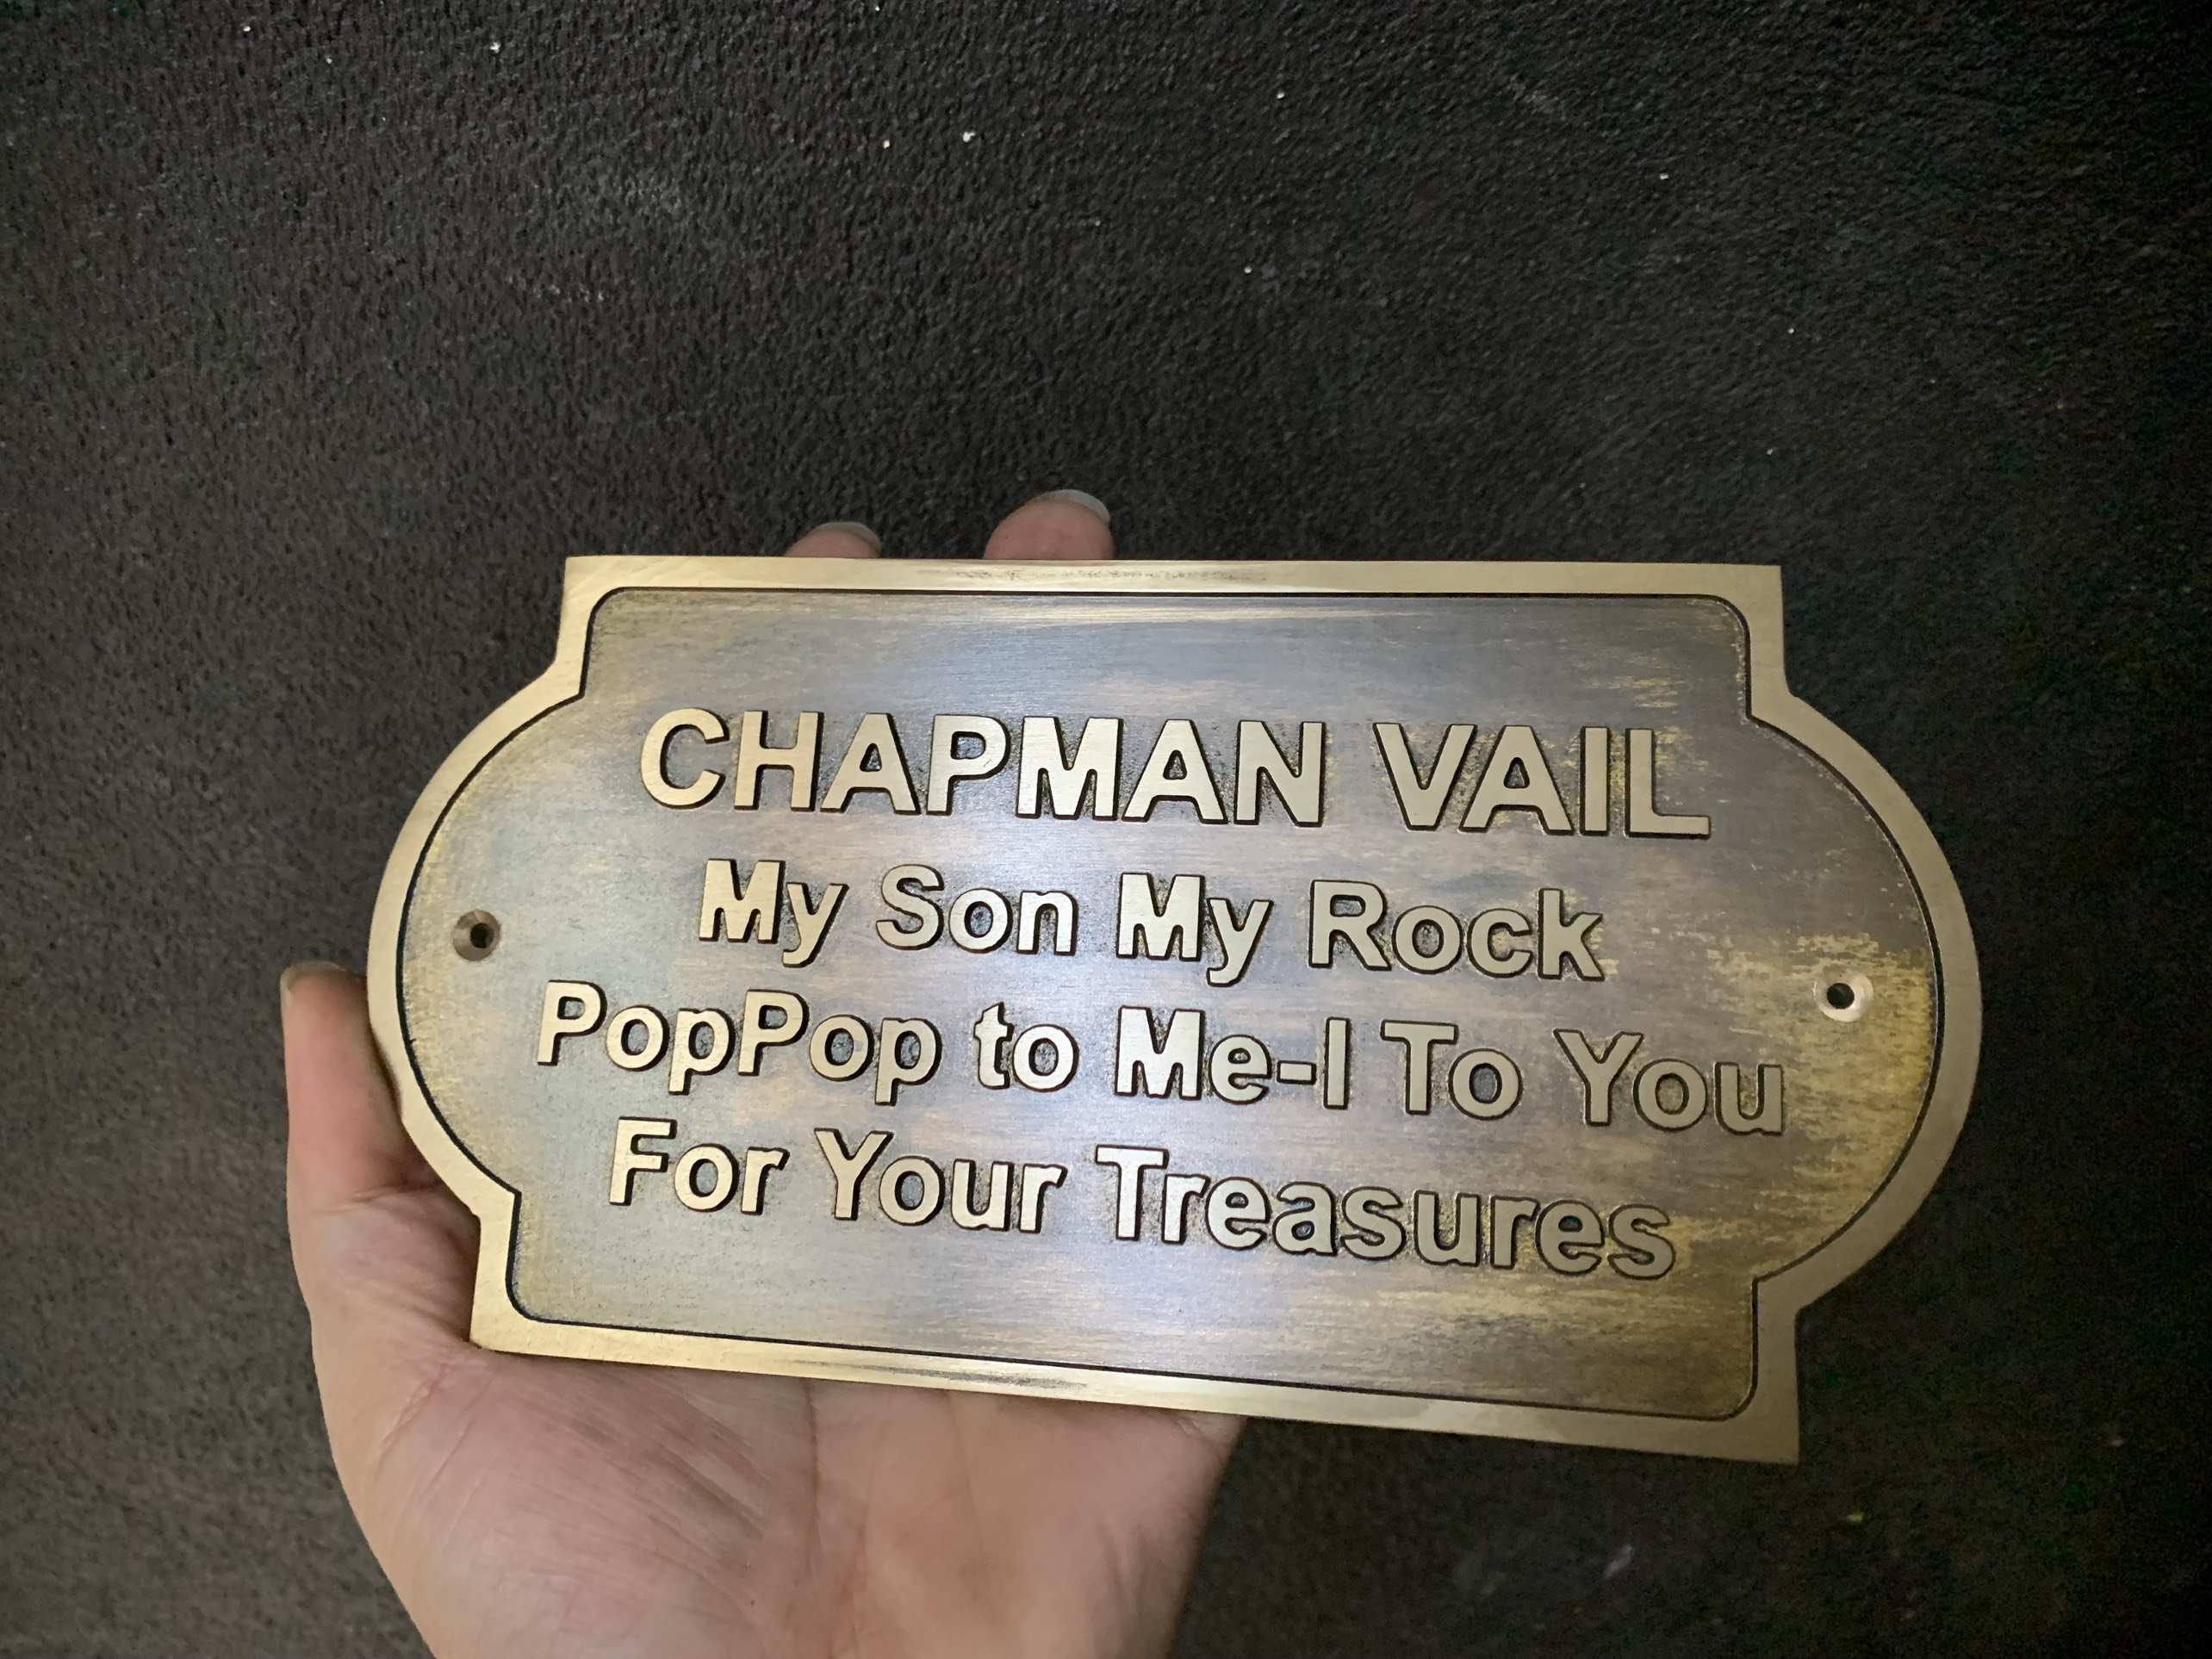 CHAPMAN VAIL
My Son My Rock
PopPop to Me-I To You
For Your Treasures